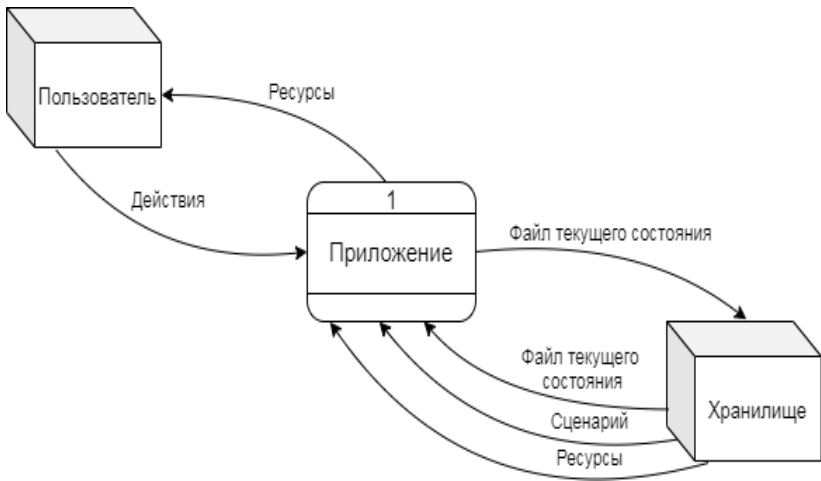 Пользователь
Ресурсы
Действия
1
Приложение
Файл текущего состояния
Файл текущего
состояния
Хранилище
Сценарий
Ресурсы